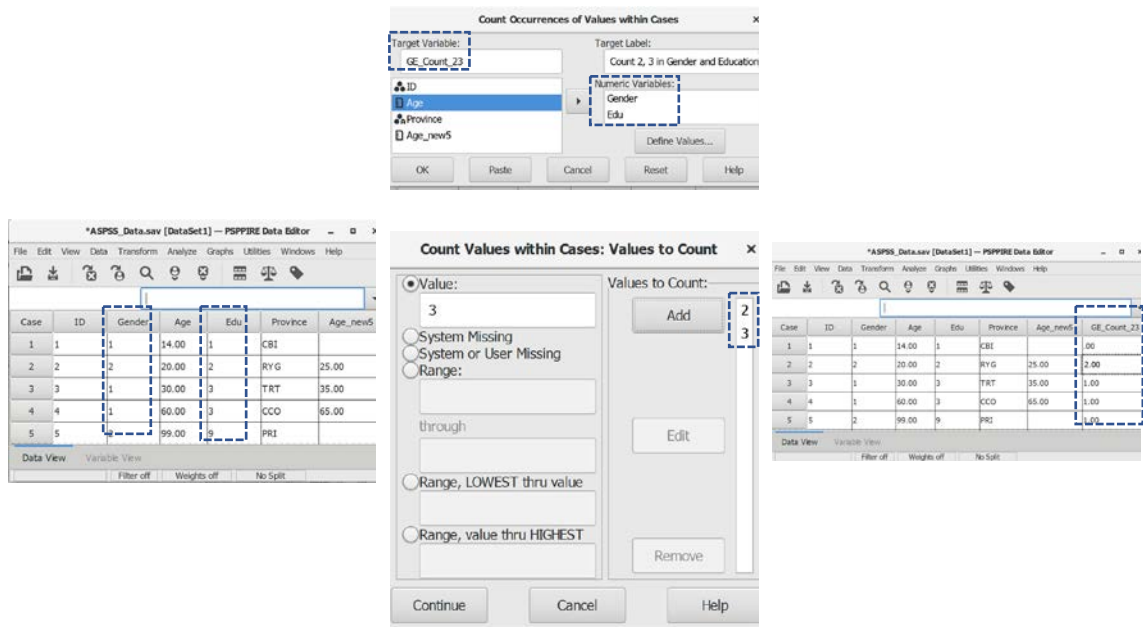 Count Occurrences of Values within Cases ×
Target Variable: Target Label:
GE_Count_23 Count 2, 3 in Gender and Education
ID Numeric Variables:
Age Gender
Province Edu
Age_new5
Define Values...
OK Paste Cancel Reset Help
*ASPSS_Data.sav [DataSet1] — PSPPIRE Data Editor
File Edit View Data Transform Analyze Graphs Utilities Windows Help
Case ID Gender Age Edu Province Age_new5
1 1 1 14.00 1 CBI
2 2 2 20.00 2 RYG 25.00
3 3 1 30.00 3 TRT 35.00
4 4 1 60.00 3 CCO 65.00
5 5 2 99.00 9 PRI
Data View Variable View
Filter off Weights off No Split
Count Values within Cases: Values to Count ×
Value: Values to Count:
3 Add 2
System Missing 3
System or User Missing
Range:
through Edit
Range, LOWEST thru value
Range, value thru HIGHEST
Remove
Continue Cancel Help
*ASPSS_Data.sav [DataSet1] — PSPPIRE Data Editor
File Edit View Data Transform Analyze Graphs Utilities Windows Help
Case ID Gender Age Edu Province Age_new5 GE_Count_23
1 1 1 14.00 1 CBI .00
2 2 2 20.00 2 RYG 25.00 2.00
3 3 1 30.00 3 TRT 35.00 1.00
4 4 1 60.00 3 CCO 65.00 1.00
5 5 2 99.00 9 PRI 1.00
Data View Variable View
Filter off Weights off No Split